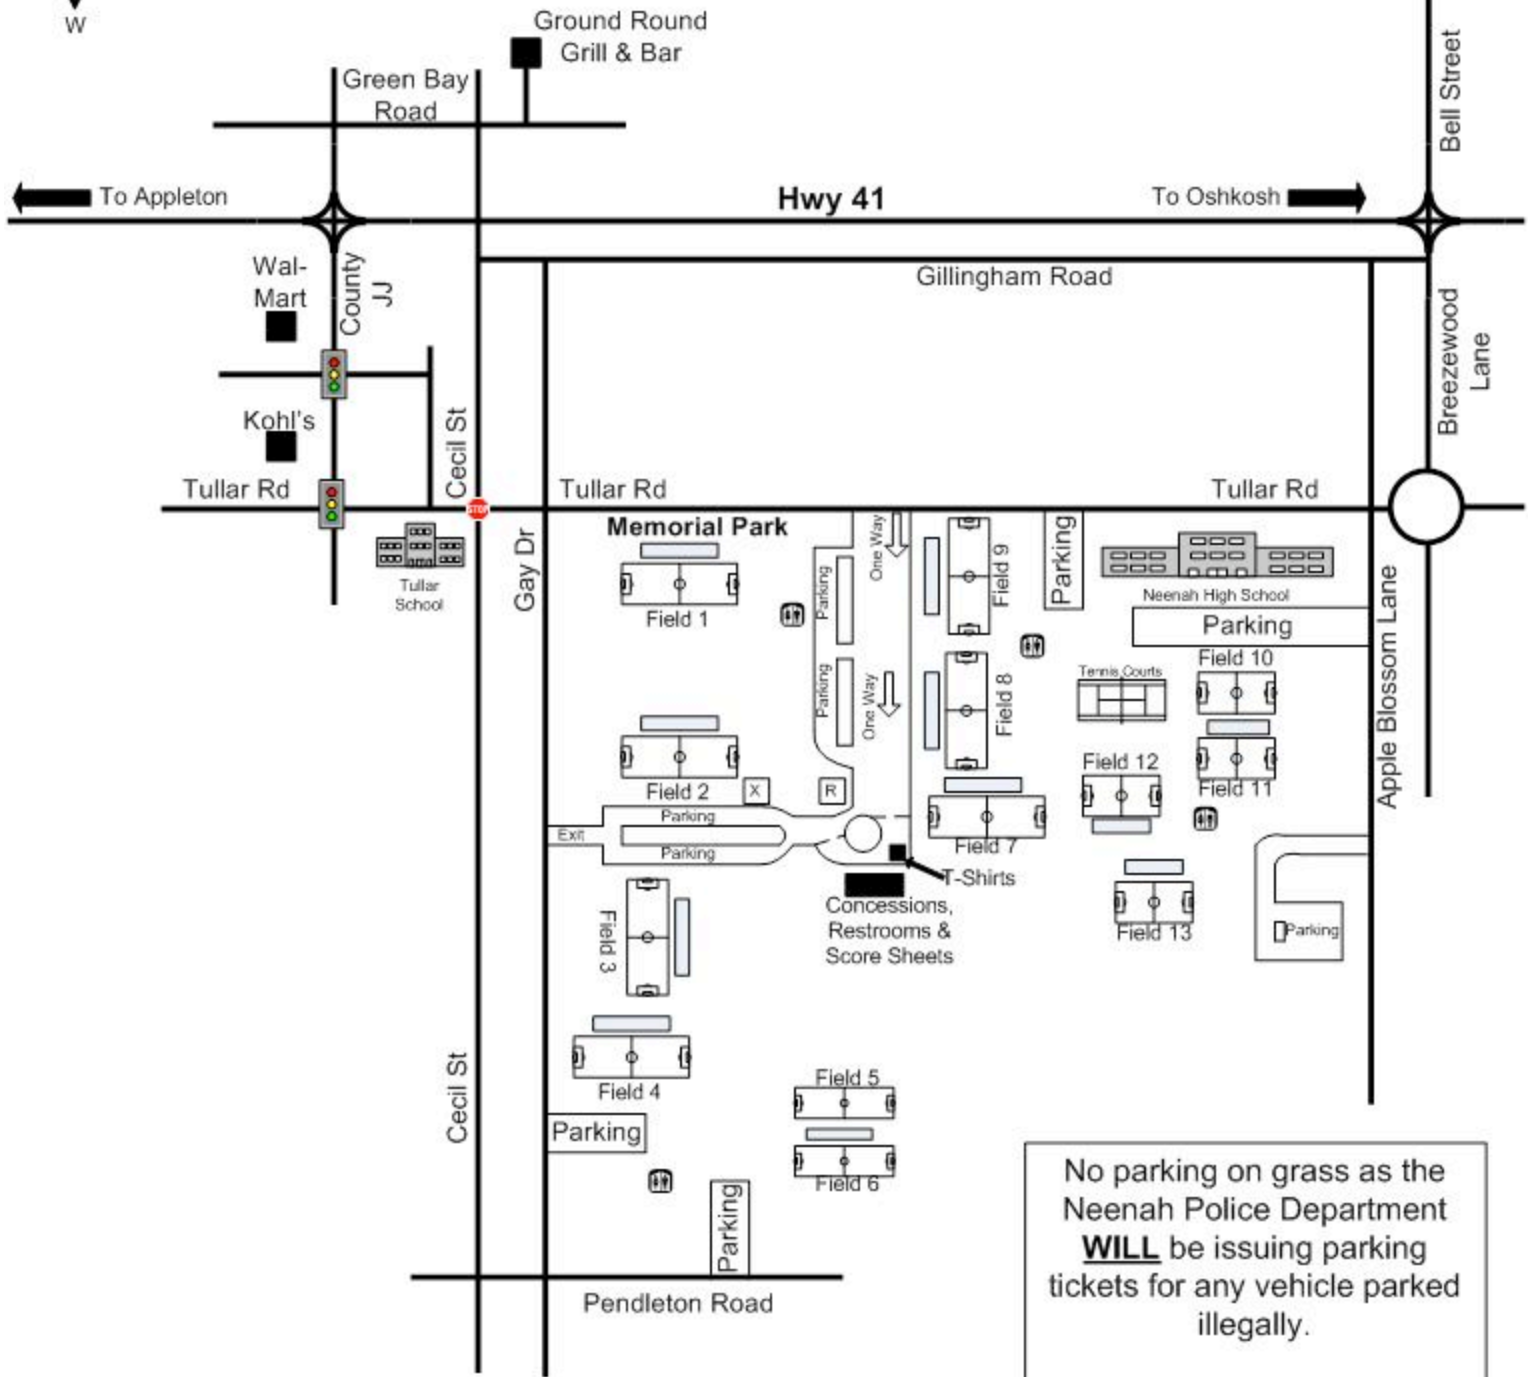 W
Ground Round
Grill & Bar
Green Bay
Road
Bell Street
To Appleton
Hwy 41
To Oshkosh
Wal-
Mart
County
JJ
Gillingham Road
Breezewood
Lane
Kohl's
Cecil St
Tullar Rd
STOP
Tullar Rd
Tullar Rd
Memorial Park
Gay Dr
Tullar
School
Field 1
Parking
One Way
Field 9
Parking
Neenah High School
Parking
Apple Blossom Lane
Field 10
Parking
One Way
Field 8
Tennis Courts
Field 11
Field 12
Field 2
X
R
Parking
Exit
Parking
Field 7
T-Shirts
Concessions,
Restrooms &
Score Sheets
Field 13
Parking
Field 3
Field 4
Cecil St
Field 5
Parking
Field 6
Parking
Pendleton Road
No parking on grass as the
Neenah Police Department
WILL be issuing parking
tickets for any vehicle parked
illegally.